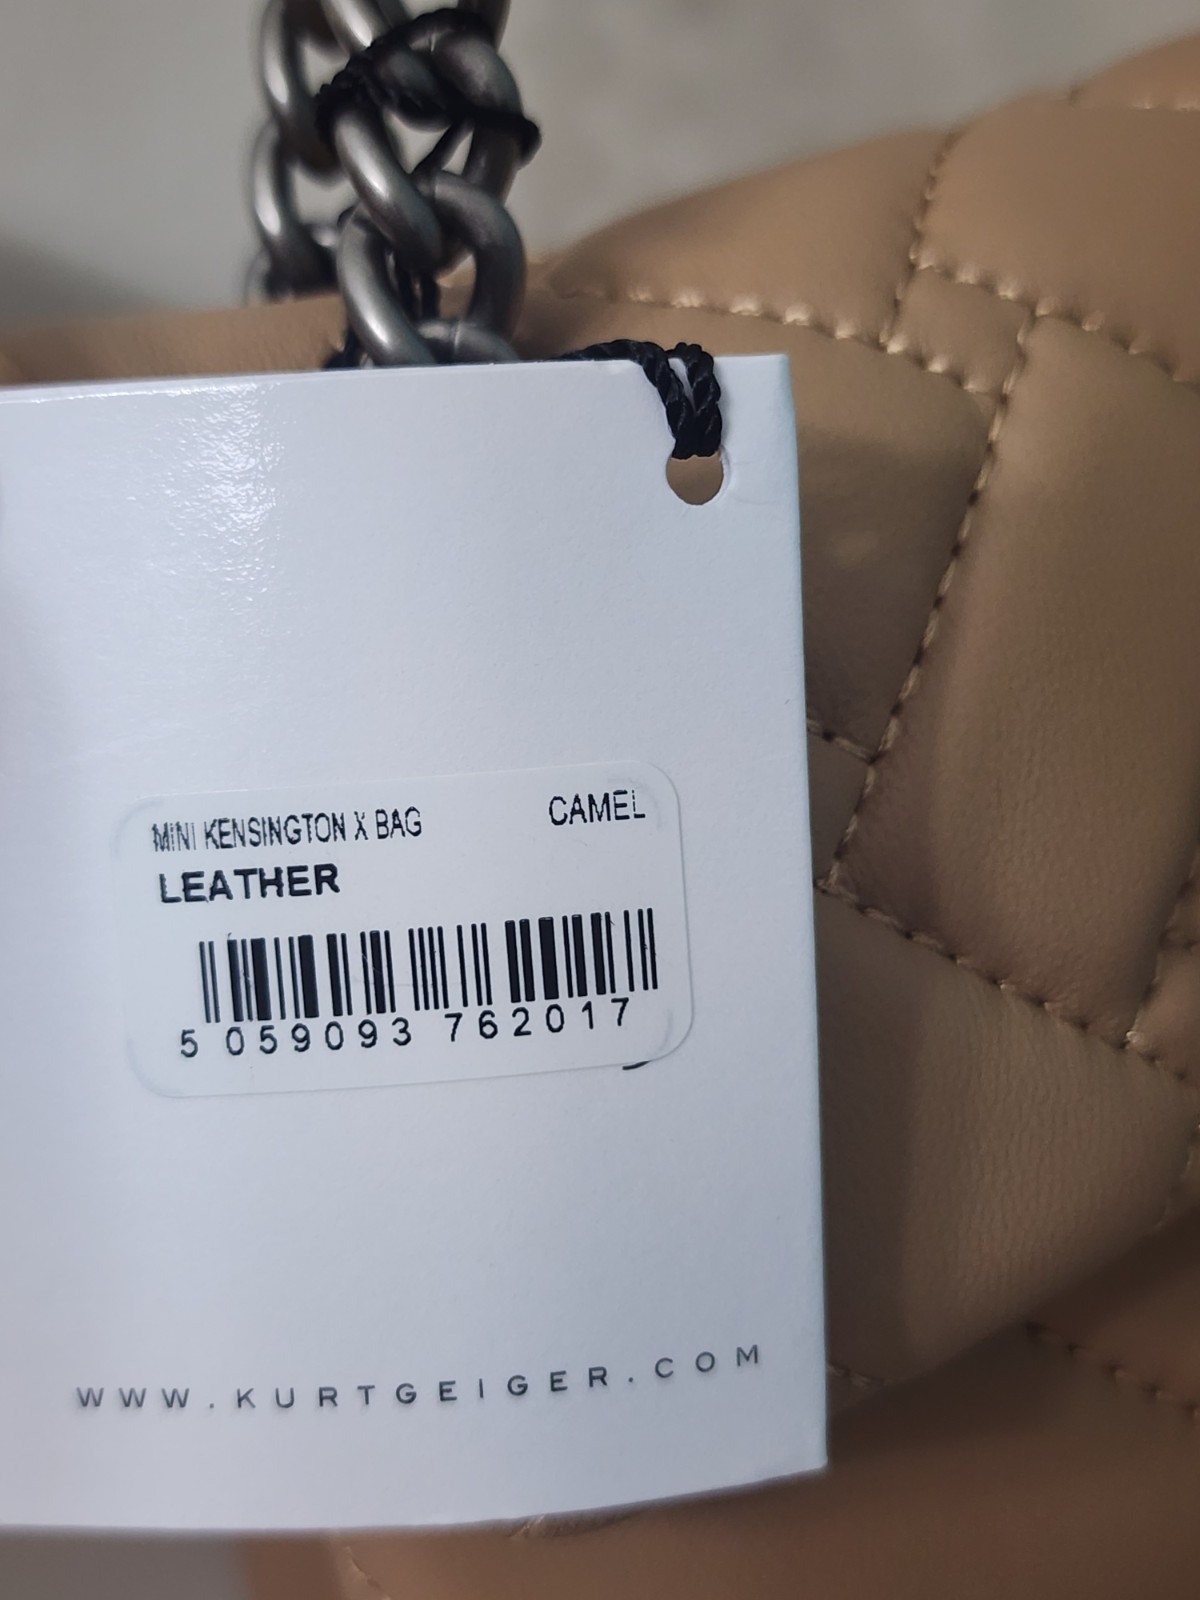 MINI KENSINGTON X BAG CAMEL
LEATHER
5 059093 762017
WWW.KURTGEIGER.COM